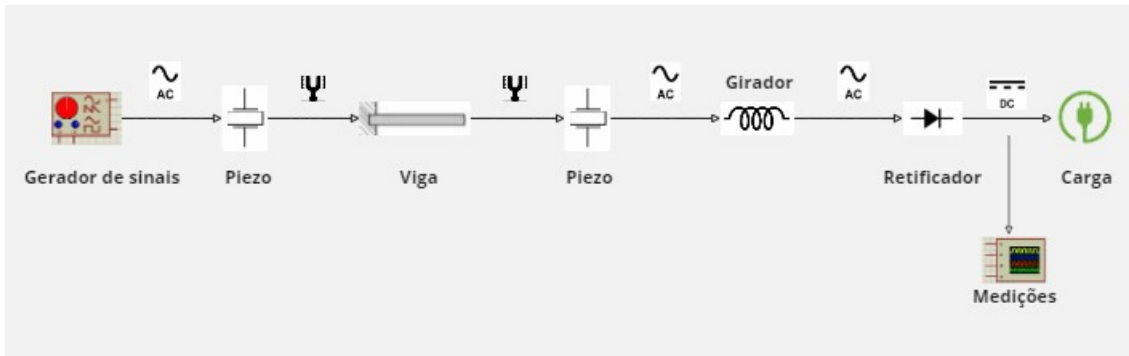 AC
AC
Girador
AC
DC
Gerador de sinais
Piezo
Viga
Piezo
Retificador
Carga
Medições